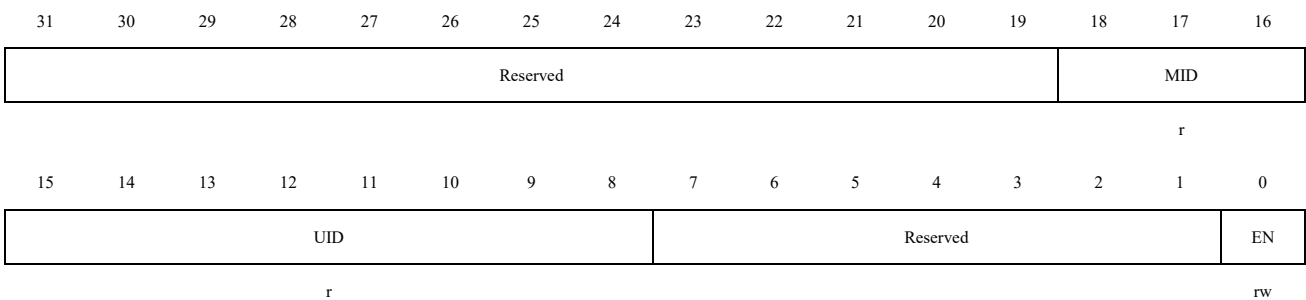 31 30 29 28 27 26 25 24 23 22 21 20 19 18 17 16
Reserved MID
r
15 14 13 12 11 10 9 8 7 6 5 4 3 2 1 0
UID Reserved EN
r rw